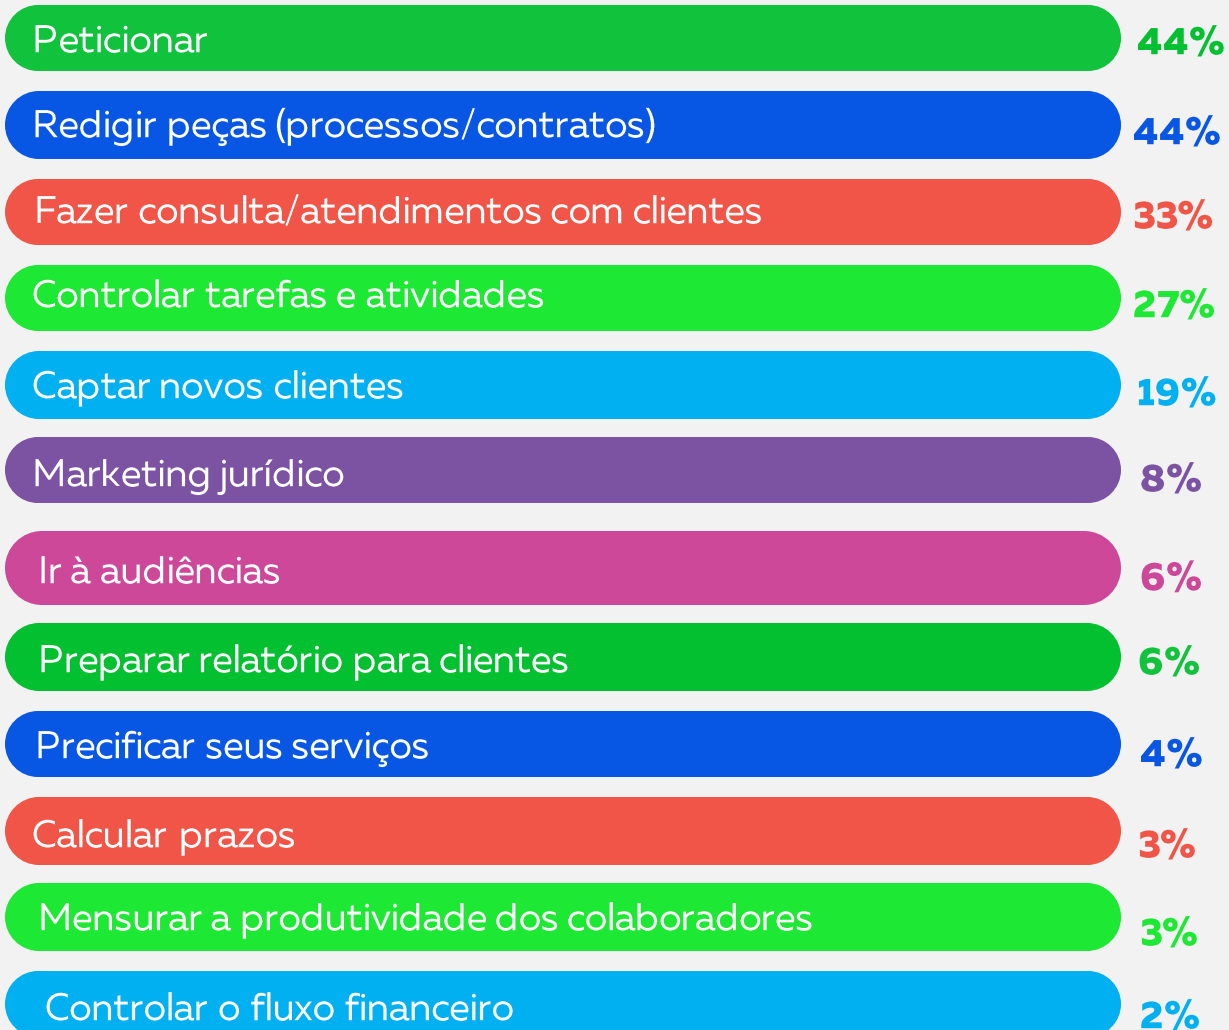 Peticionar 44%
Redigir peças (processos/contratos) 44%
Fazer consulta/atendimentos com clientes 33%
Controlar tarefas e atividades 27%
Captar novos clientes 19%
Marketing jurídico 8%
Ir à audiências 6%
Preparar relatório para clientes 6%
Precificar seus serviços 4%
Calcular prazos 3%
Mensurar a produtividade dos colaboradores 3%
Controlar o fluxo financeiro 2%